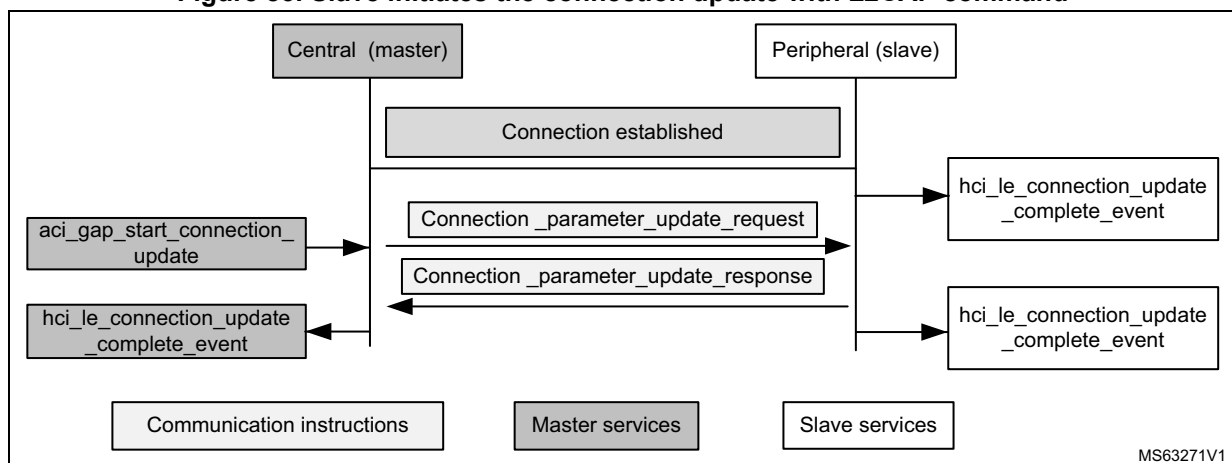 Figure Slave initiates the connection update with L2CAP command
Central (master)
Peripheral (slave)
Connection established
hci_le_connection_update
_complete_event
Connection _parameter_update_request
aci_gap_start_connection_
update
Connection _parameter_update_response
hci_le_connection_update
_complete_event
hci_le_connection_update
_complete_event
Communication instructions
Master services
Slave services
MS63271V1